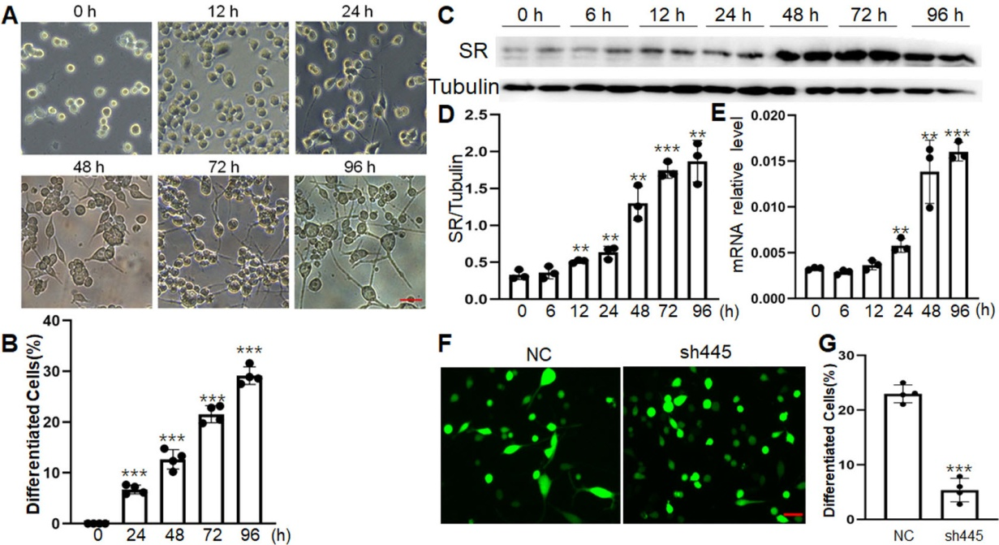 A
0 h 12 h 24 h
48 h 72 h 96 h
B
Differentiated Cells(%)
40
30
20
10
0
***
***
***
***
0 24 48 72 96 (h)
C
0 h 6 h 12 h 24 h 48 h 72 h 96 h
SR
Tubulin
D
SR/Tubulin
2.5
2.0
1.5
1.0
0.5
0.0
** ** ** *** **
0 6 12 24 48 72 96 (h)
E
mRNA relative level
0.020
0.015
0.010
0.005
0.000
** ** ***
0 6 12 24 48 96 (h)
F
NC sh445
G
Differentiated Cells(%)
30
20
10
0
***
NC sh445